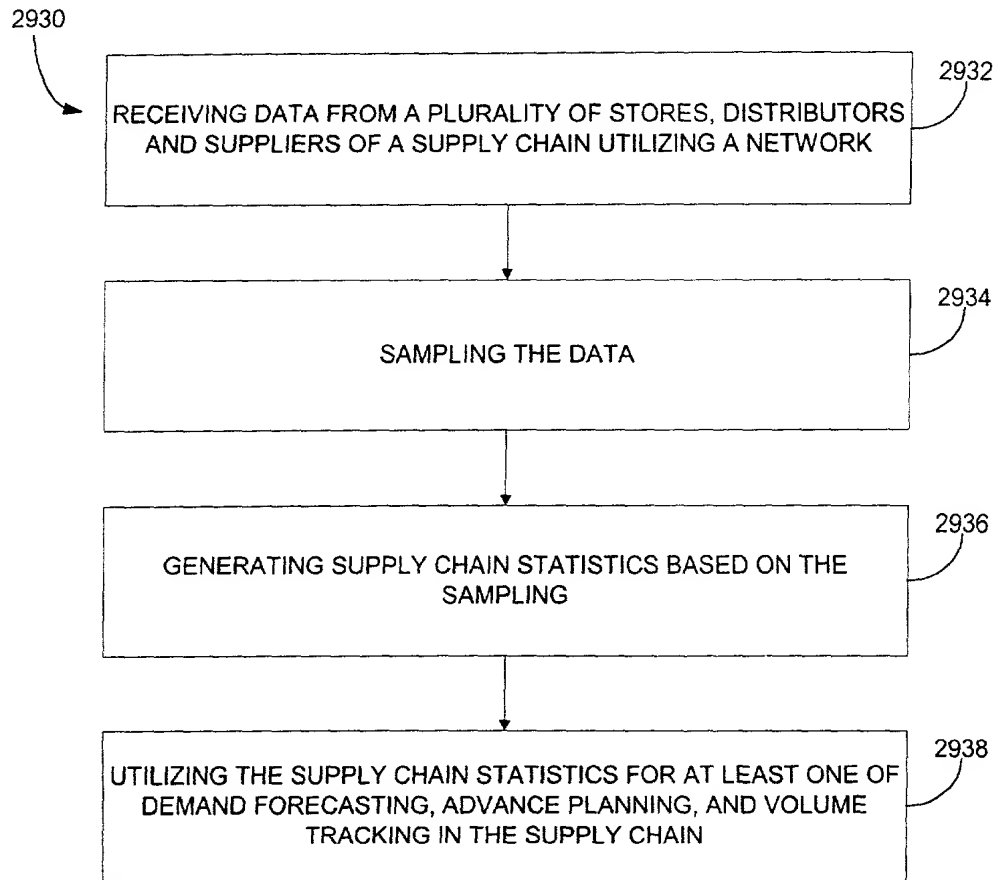 2930
2932
RECEIVING DATA FROM A PLURALITY OF STORES, DISTRIBUTORS
AND SUPPLIERS OF A SUPPLY CHAIN UTILIZING A NETWORK
2934
SAMPLING THE DATA
2936
GENERATING SUPPLY CHAIN STATISTICS BASED ON THE
SAMPLING
2938
UTILIZING THE SUPPLY CHAIN STATISTICS FOR AT LEAST ONE OF
DEMAND FORECASTING, ADVANCE PLANNING, AND VOLUME
TRACKING IN THE SUPPLY CHAIN